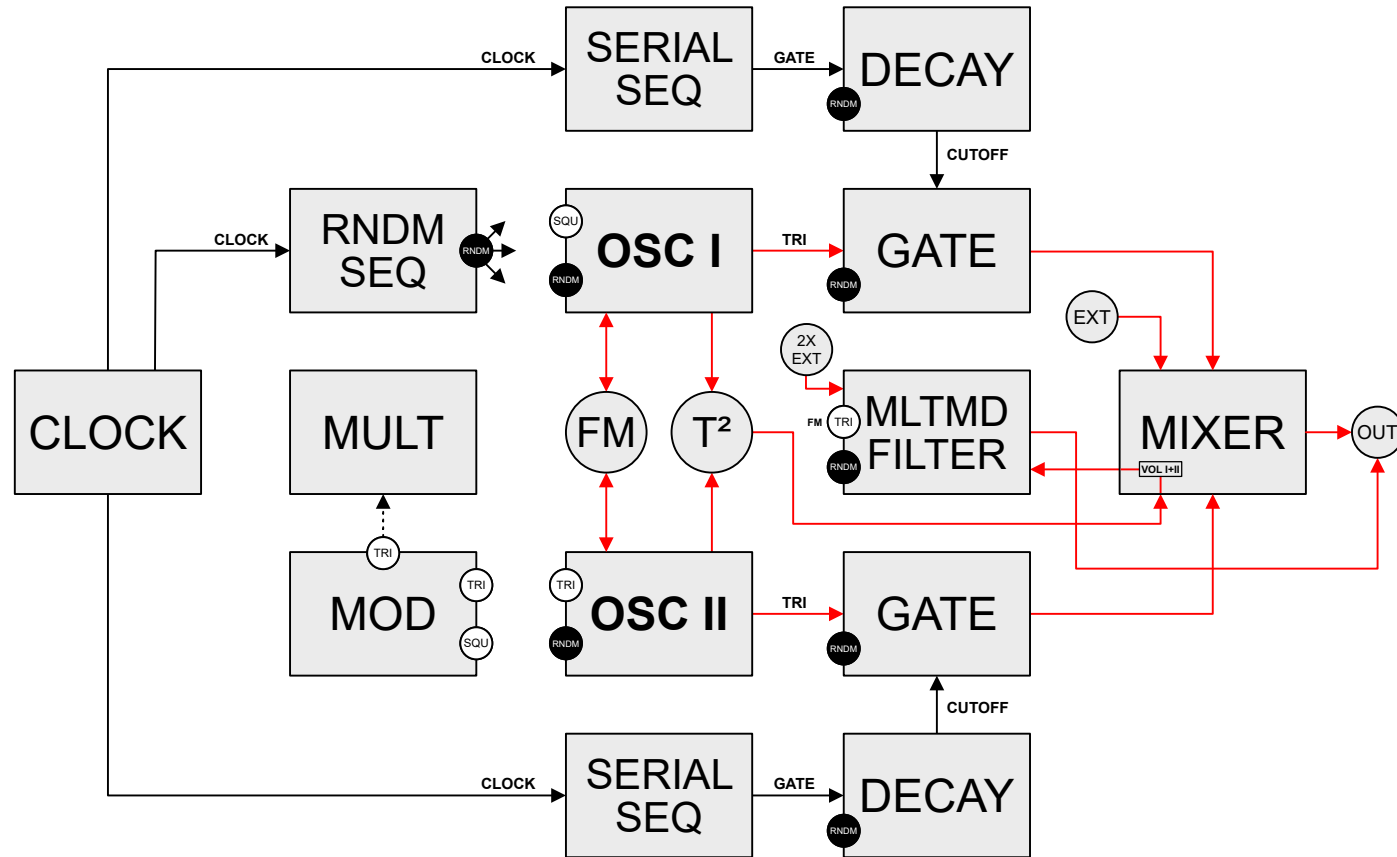 CLOCK
SERIAL
SEQ
GATE
DECAY
RNDM
CUTOFF
CLOCK
RNDM
SEQ
RNDM
SQU
RNDM
OSC I
TRI
GATE
RNDM
EXT
2X
EXT
CLOCK
MULT
FM
T²
FM
TRI
RNDM
MLTMD
FILTER
MIXER
VOL I+II
OUT
TRI
MOD
TRI
SQU
TRI
RNDM
OSC II
TRI
GATE
RNDM
CUTOFF
CLOCK
SERIAL
SEQ
GATE
DECAY
RNDM